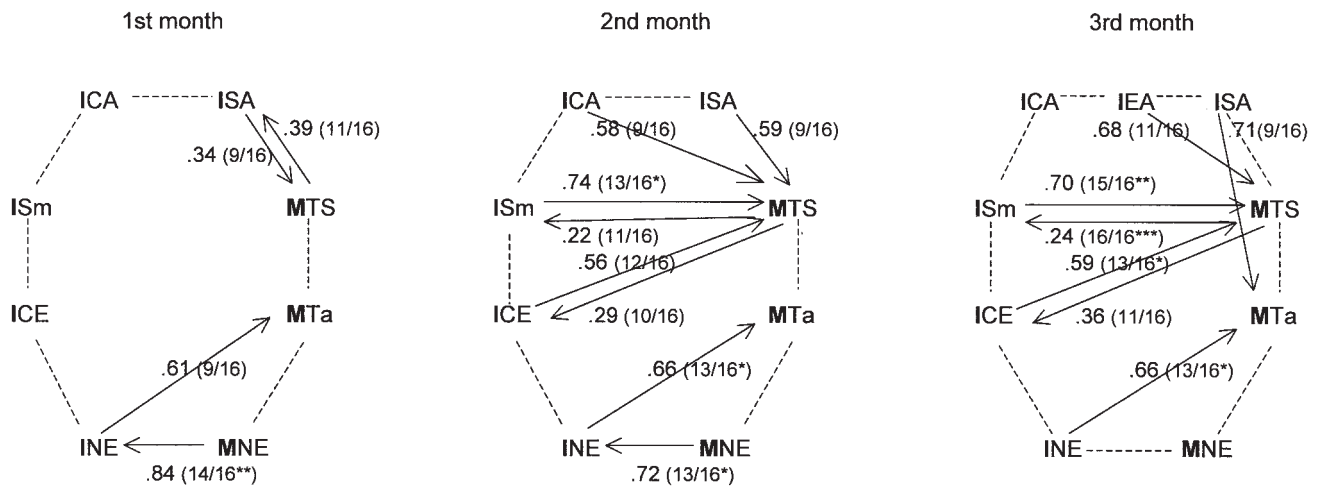 1st month
ICA ISA
.39 (11/16)
.34 (9/16)
ISm MTS
ICE MTa
.61 (9/16)
INE MNE
.84 (14/16**)
2nd month
ICA ISA
.58 (9/16) .59 (9/16)
.74 (13/16*)
ISm MTS
.22 (11/16)
.56 (12/16)
ICE .29 (10/16) MTa
.66 (13/16*)
INE MNE
.72 (13/16*)
3rd month
ICA IEA ISA
.68 (11/16) .71(9/16)
.70 (15/16**)
ISm MTS
.24 (16/16***)
.59 (13/16*)
ICE .36 (11/16) MTa
.66 (13/16*)
INE MNE